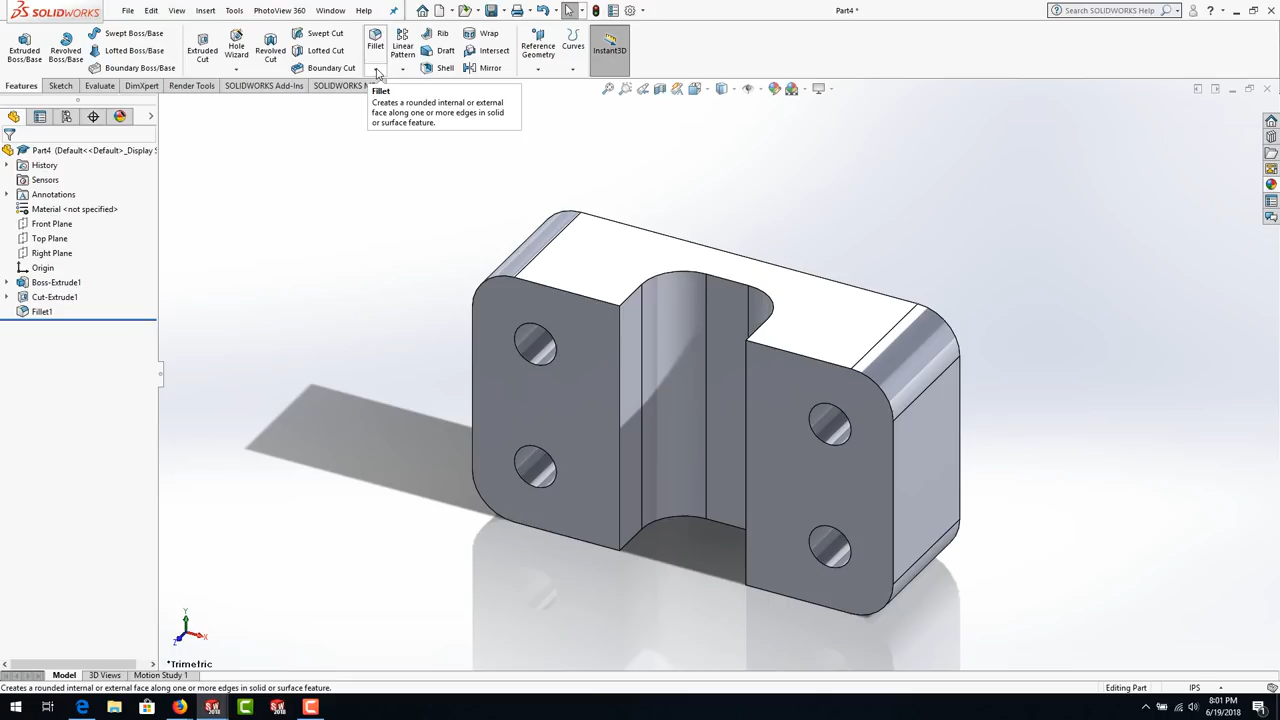 SOLIDWORKS
File Edit View Insert Tools PhotoView 360 Window Help
Part4 *
Search SOLIDWORKS Help
Extruded Boss/Base
Revolved Boss/Base
Swept Boss/Base
Lofted Boss/Base
Boundary Boss/Base
Extruded Cut
Hole Wizard
Revolved Cut
Swept Cut
Lofted Cut
Boundary Cut
Fillet
Linear Pattern
Rib
Draft
Shell
Wrap
Intersect
Mirror
Reference Geometry
Curves
Instant3D
Features Sketch Evaluate DimXpert Render Tools SOLIDWORKS Add-Ins SOLIDWORKS M
Fillet
Creates a rounded internal or external
face along one or more edges in solid
or surface feature.
Part4 (Default<<Default>_Display S
History
Sensors
Annotations
Material <not specified>
Front Plane
Top Plane
Right Plane
Origin
Boss-Extrude1
Cut-Extrude1
Fillet1
Y
X
Z
*Trimetric
Model 3D Views Motion Study 1
Creates a rounded internal or external face along one or more edges in solid or surface feature.
Editing Part
IPS
8:01 PM
6/19/2018